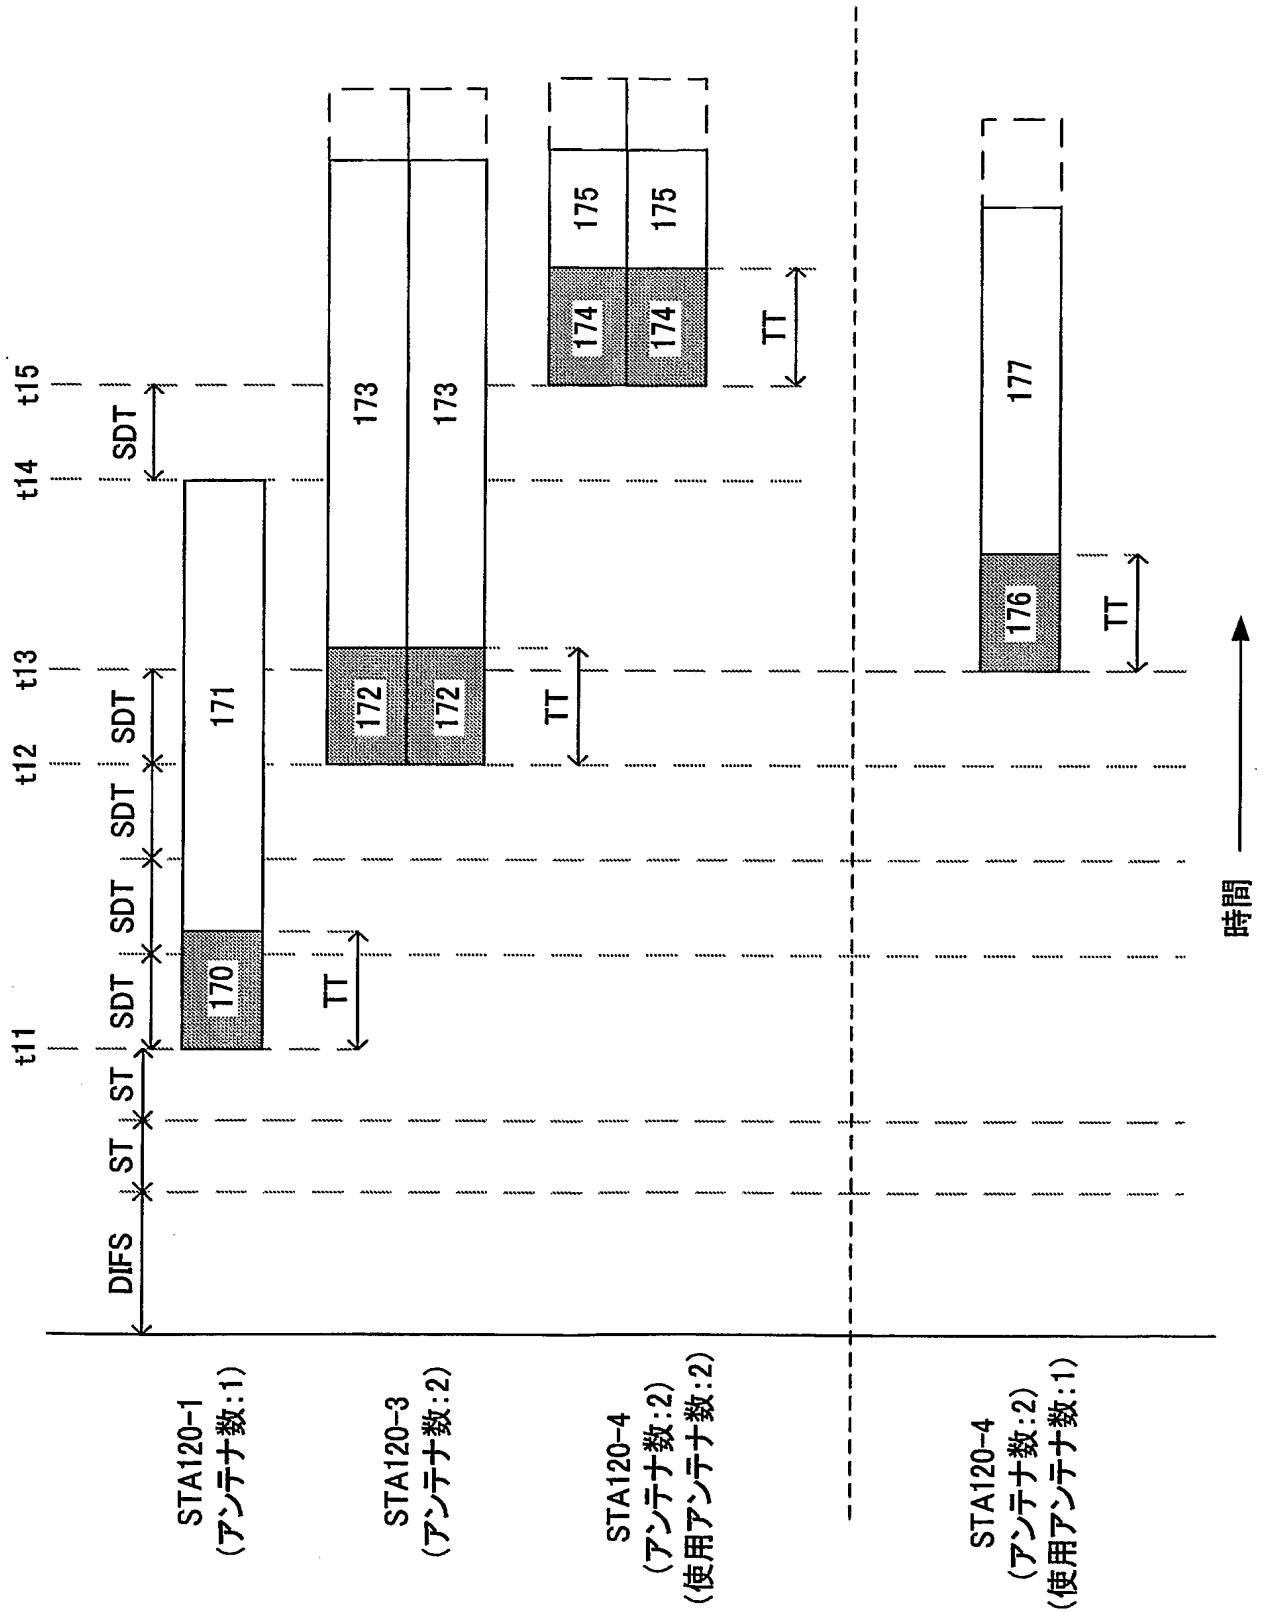 t11
t12
t13
t14
t15
DIFS
ST
ST
SDT
SDT
SDT
SDT
SDT
STA120-1
(アンテナ数:1)
170
171
TT
STA120-3
(アンテナ数:2)
172
173
172
173
TT
STA120-4
(アンテナ数:2)
(使用アンテナ数:2)
174
175
174
175
TT
STA120-4
(アンテナ数:2)
(使用アンテナ数:1)
176
177
TT
時間